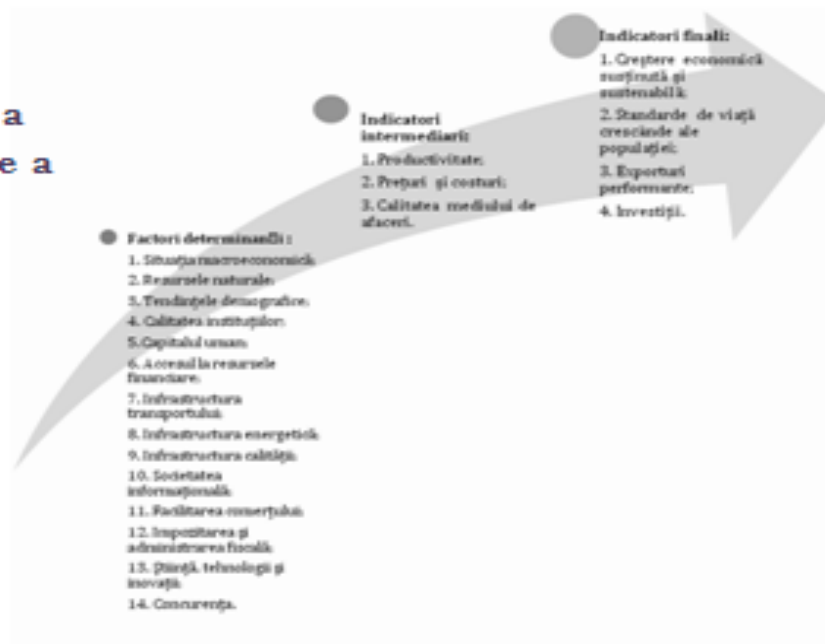 a
e a
Factori determinanți :
1. Situația macroeconomică;
2. Resursele naturale;
3. Tendințele demografice;
4. Calitatea instituțiilor;
5. Capitalul uman;
6. Accesul la resursele
financiare;
7. Infrastructura
transportului;
8. Infrastructura energetică;
9. Infrastructura calității;
10. Societatea
informațională;
11. Facilitarea comerțului;
12. Impozitarea și
administrarea fiscală;
13. Știință, tehnologii și
inovații;
14. Concurența.
Indicatori
intermediari:
1. Productivitate;
2. Prețuri și costuri;
3. Calitatea mediului de
afaceri.
Indicatori finali:
1. Creștere economică
susținută și
sustenabilă;
2. Standarde de viață
crescânde ale
populației;
3. Exporturi
performante;
4. Investiții.